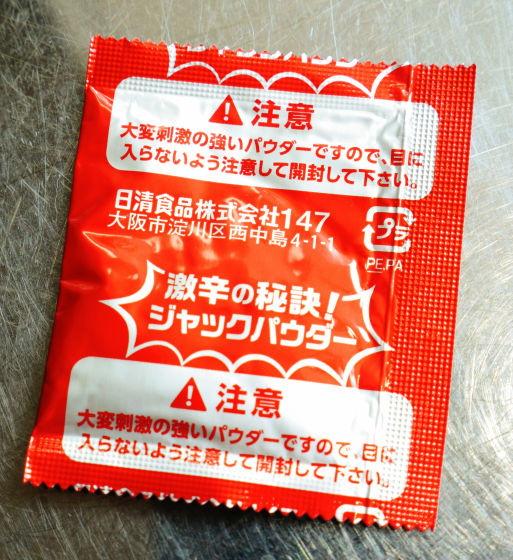 注意
大変刺激の強いパウダーですので、目に
入らないよう注意して開封して下さい。
日清食品株式会社147
大阪市淀川区西中島4-1-1
プラ
PE,PA
激辛の秘訣!
ジャックパウダー
注意
大変刺激の強いパウダーですので、目に
入らないよう注意して開封して下さい。